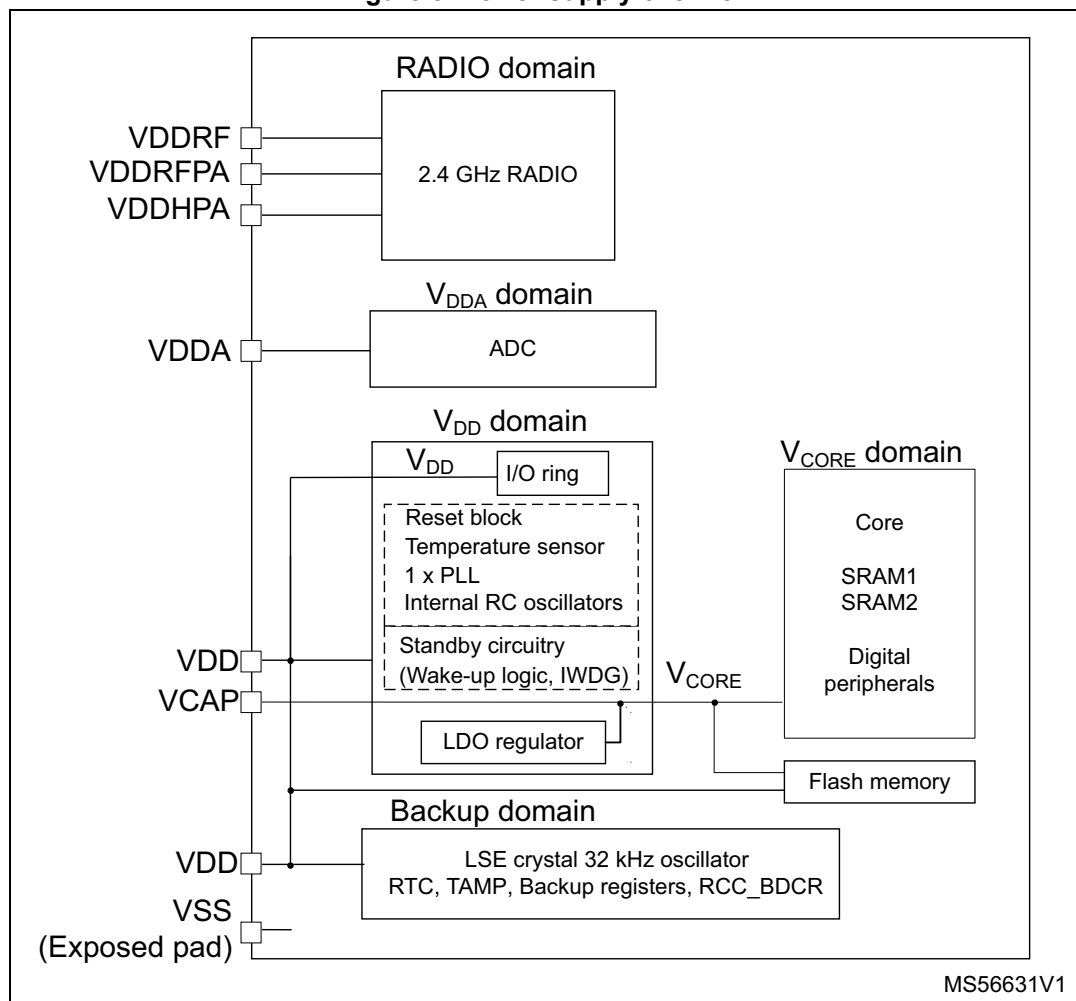 RADIO domain
VDDRF
VDDRFPA
VDDHPA
2.4 GHz RADIO
VDDA domain
VDDA
ADC
VDD domain
VDD
I/O ring
Reset block
Temperature sensor
1 x PLL
Internal RC oscillators
Standby circuitry
(Wake-up logic, IWDG)
VDD
VCAP
LDO regulator
VCORE
VCORE domain
Core
SRAM1
SRAM2
Digital
peripherals
Flash memory
Backup domain
VDD
LSE crystal 32 kHz oscillator
RTC, TAMP, Backup registers, RCC_BDCR
VSS
(Exposed pad)
MS56631V1